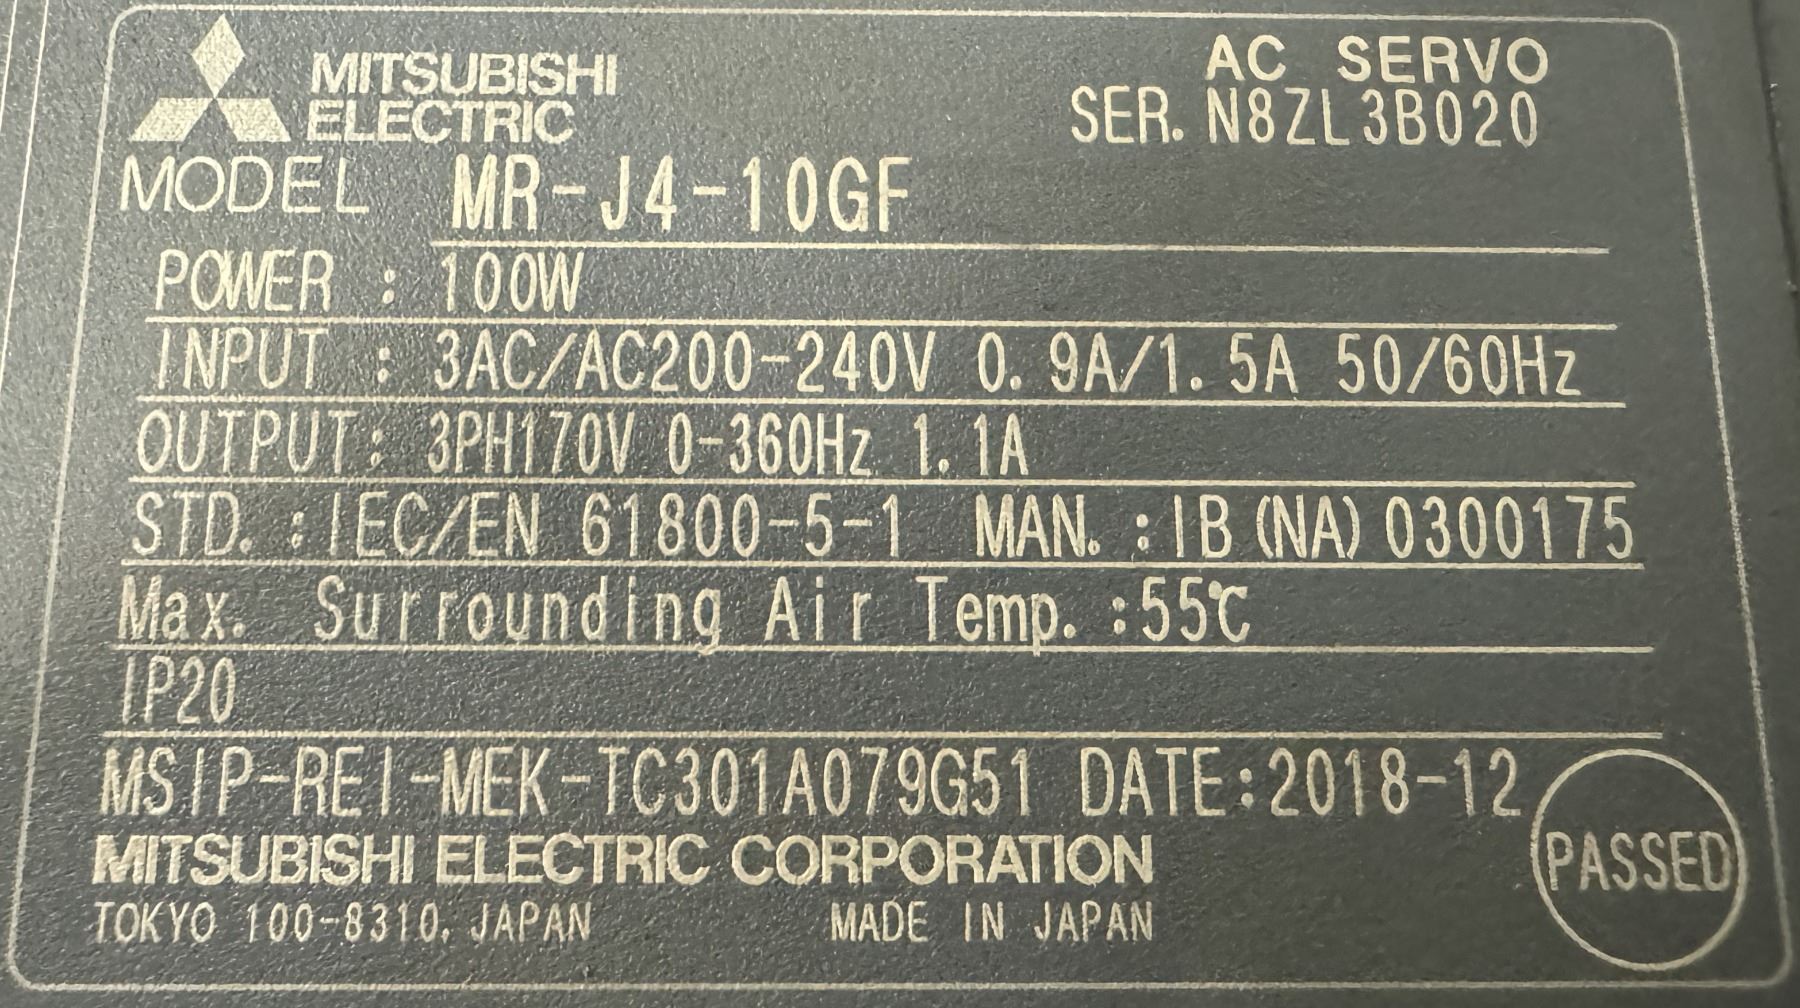 MITSUBISHI
ELECTRIC
AC SERVO
SER. N8ZL3B020
MODEL MR-J4-10GF
POWER : 100W
INPUT : 3AC/AC200-240V 0.9A/1.5A 50/60Hz
OUTPUT: 3PH170V 0-360Hz 1.1A
STD. : IEC/EN 61800-5-1 MAN. : IB(NA)0300175
Max. Surrounding Air Temp. :55℃
IP20
MSIP-REI-MEK-TC301A079G51 DATE:2018-12
MITSUBISHI ELECTRIC CORPORATION
PASSED
TOKYO 100-8310, JAPAN MADE IN JAPAN